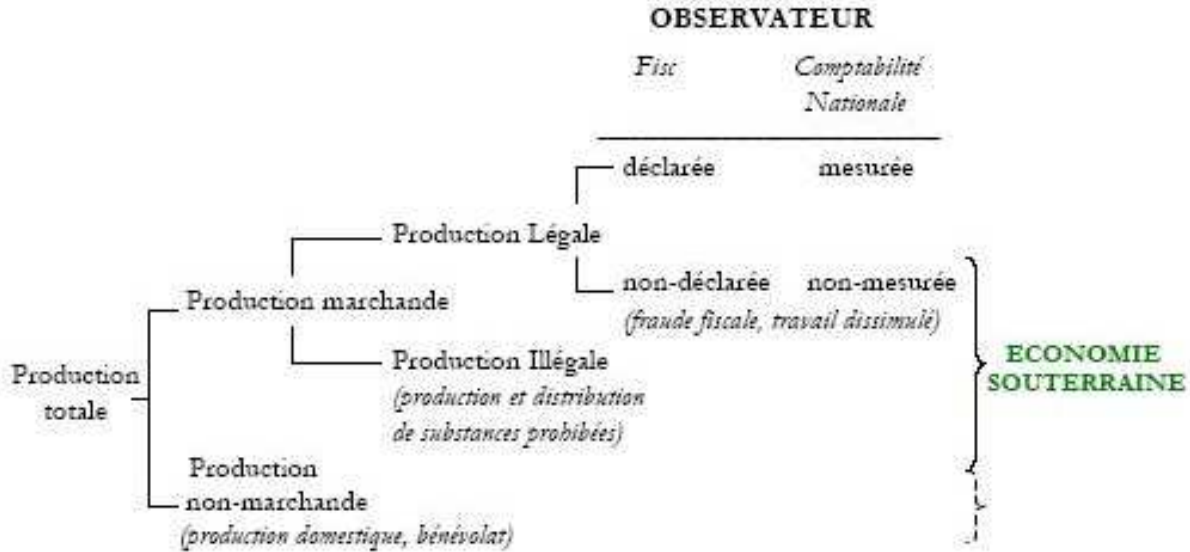 OBSERVATEUR
Fisc Comptabilité
Nationale
déclarée mesurée
Production Légale
non-déclarée non-mesurée
(fraude fiscale, travail dissimulé)
Production marchande
Production Illégale
(production et distribution
de substances prohibées)
ECONOMIE
SOUTERRAINE
Production
totale
Production
non-marchande
(production domestique, bénévolat)